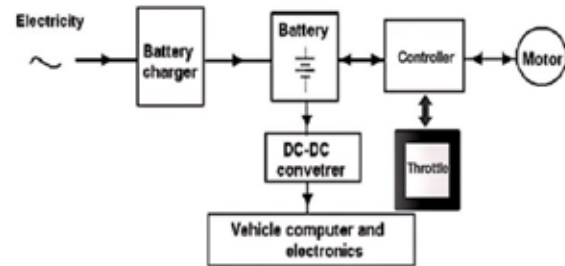 Electricity
Battery
charger
Battery
Controller
Motor
DC-DC
convetrer
Throttle
Vehicle computer and
electronics